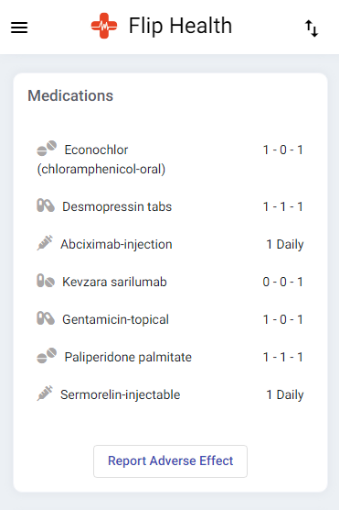 Flip Health
Medications
Econochlor 1 - 0 - 1
(chloramphenicol-oral)
Desmopressin tabs 1 - 1 - 1
Abciximab-injection 1 Daily
Kevzara sarilumab 0 - 0 - 1
Gentamicin-topical 1 - 0 - 1
Paliperidone palmitate 1 - 1 - 1
Sermorelin-injectable 1 Daily
Report Adverse Effect